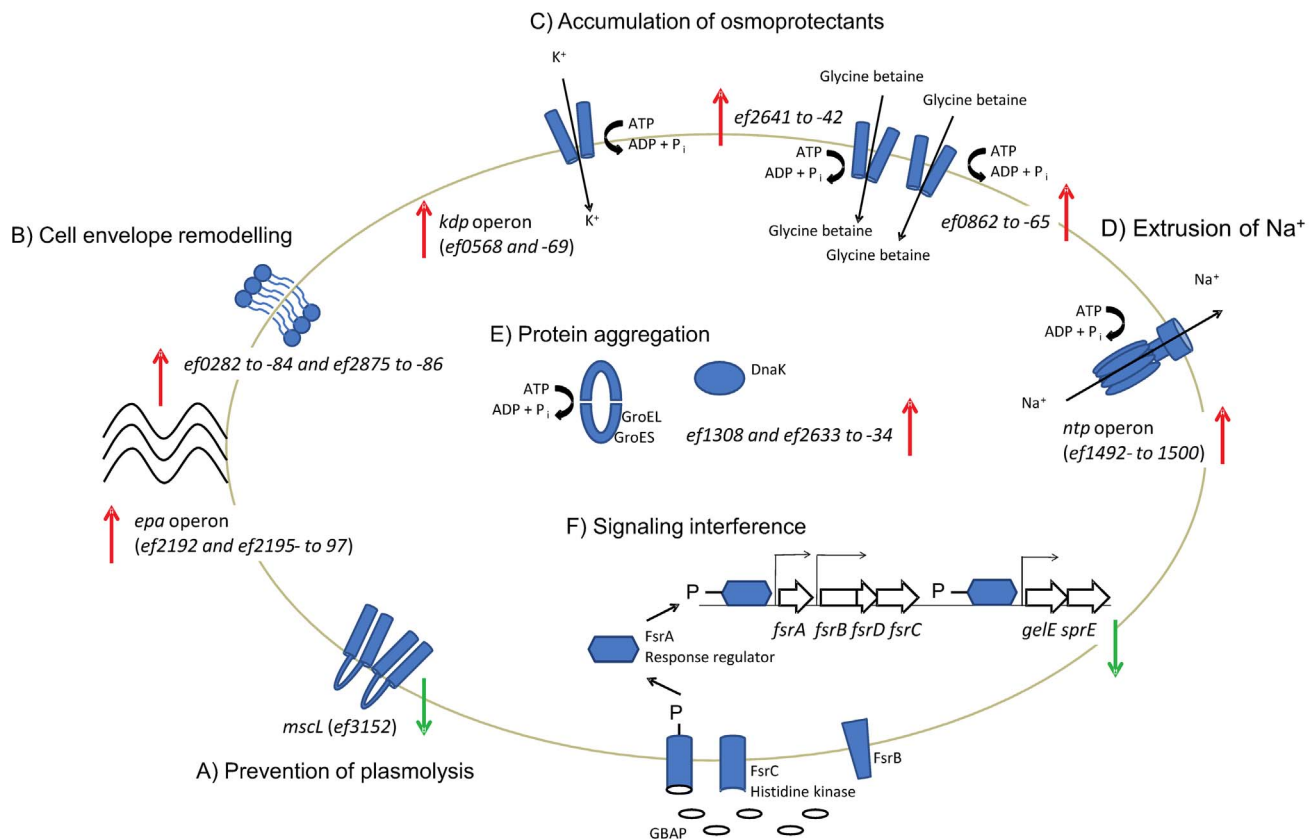 C) Accumulation of osmoprotectants
K⁺
ATP
ADP + Pᵢ
K⁺
ef2641 to -42
Glycine betaine
Glycine betaine
ATP
ADP + Pᵢ
ATP
ADP + Pᵢ
Glycine betaine
Glycine betaine
ef0862 to -65
kdp operon
(ef0568 and -69)
B) Cell envelope remodelling
ef0282 to -84 and ef2875 to -86
epa operon
(ef2192 and ef2195- to 97)
D) Extrusion of Na⁺
Na⁺
ATP
ADP + Pᵢ
Na⁺
ntp operon
(ef1492- to 1500)
E) Protein aggregation
ATP
ADP + Pᵢ
GroEL
GroES
DnaK
ef1308 and ef2633 to -34
F) Signaling interference
P
P
fsrA fsrB fsrD fsrC
gelE sprE
FsrA
Response regulator
P
FsrC
Histidine kinase
FsrB
GBAP
mscL (ef3152)
A) Prevention of plasmolysis